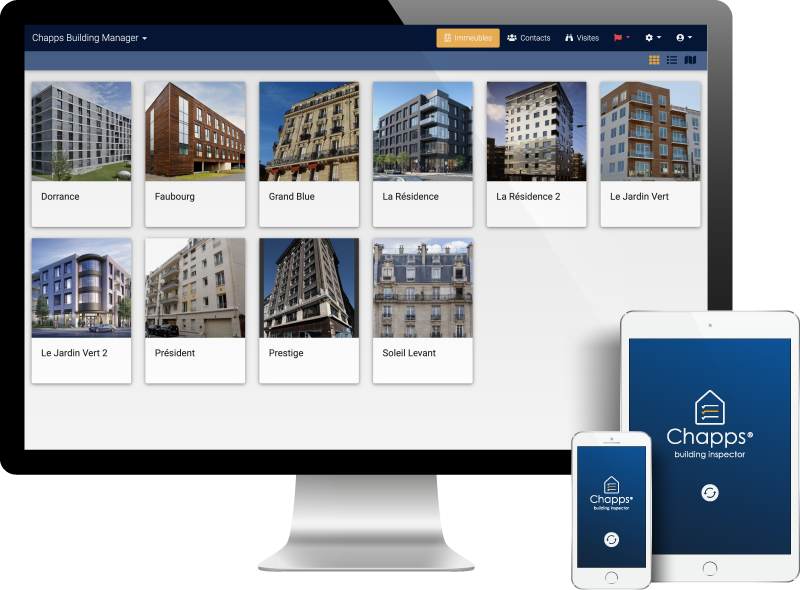 Chapps Building Manager
Immeubles
Contacts
Visites
Dorrance
Faubourg
Grand Blue
La Résidence
La Résidence 2
Le Jardin Vert
Le Jardin Vert 2
Président
Prestige
Soleil Levant
Chapps®
building inspector
Chapps®
building inspector